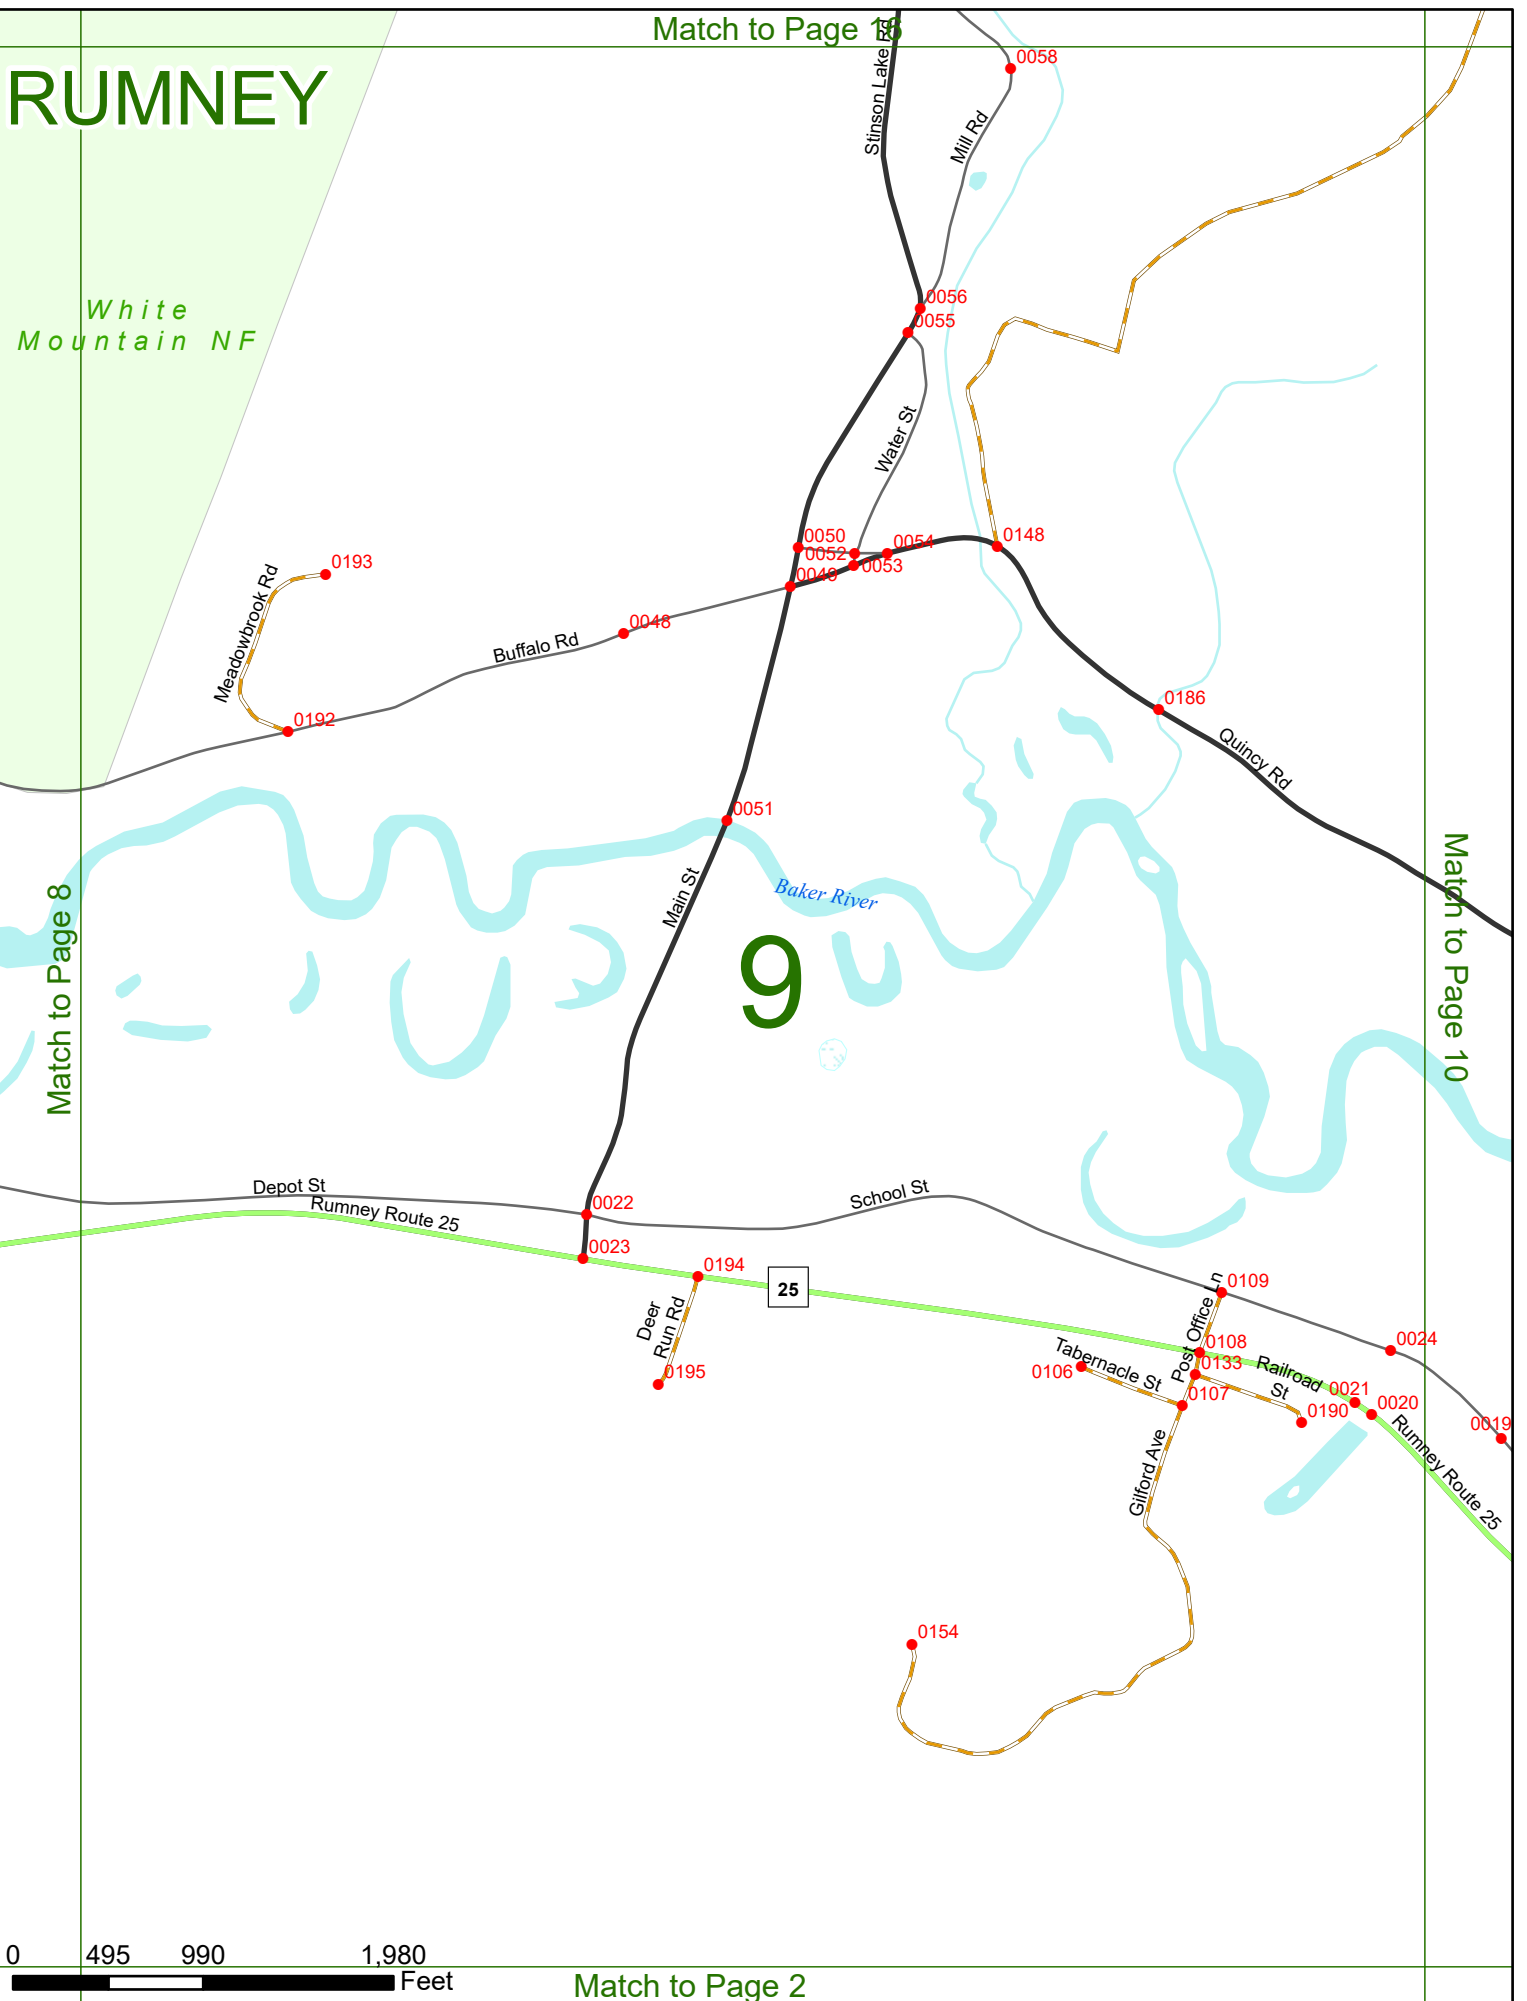 Match to Page 16
RUMNEY
Stinson Lake Rd
0058
Mill Rd
White
Mountain NF
0056
0055
Water St
0050
0052
0054
0148
0053
0049
0193
Meadowbrook Rd
0048
Buffalo Rd
0192
0186
Quincy Rd
0051
Main St
Baker River
Match to Page 8
9
Match to Page 10
Depot St
Rumney Route 25
0022
School St
0023
0194
25
Deer
Run Rd
0195
0109
Post Office Ln
0108
0024
Tabernacle St
0106
0133
Railroad
St
0107
0021
0020
0190
0019
Rumney Route 25
Gilford Ave
0154
0 495 990 1,980
Feet
Match to Page 2